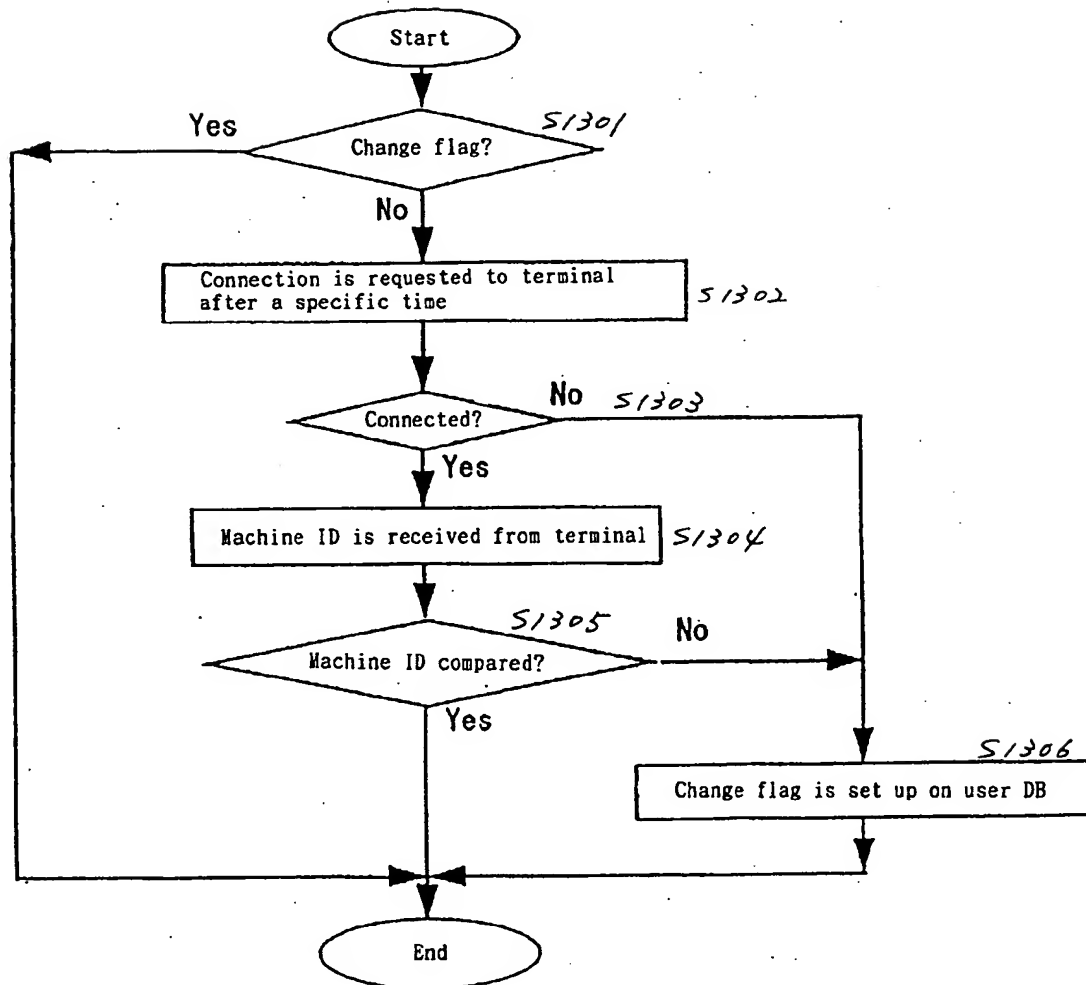 Start
S1301
Yes
Change flag?
No
Connection is requested to terminal
after a specific time
S1302
No
S1303
Connected?
Yes
Machine ID is received from terminal
S1304
S1305
No
Machine ID compared?
Yes
S1306
Change flag is set up on user DB
End